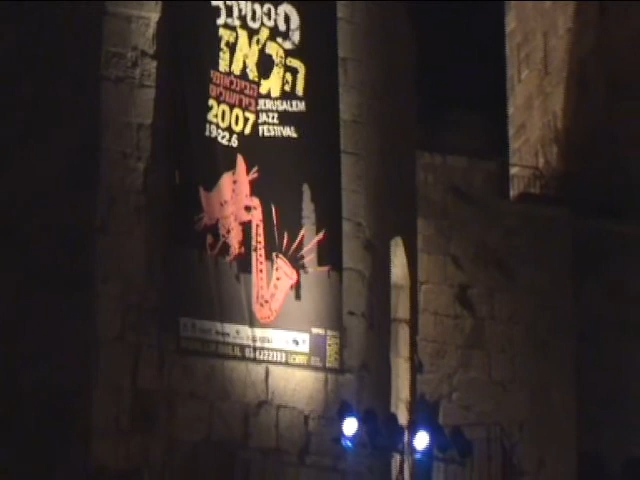 פסטיבל
הג'אז
הבינלאומי
בירושלים
JERUSALEM
2007 JAZZ
FESTIVAL
19-22.6